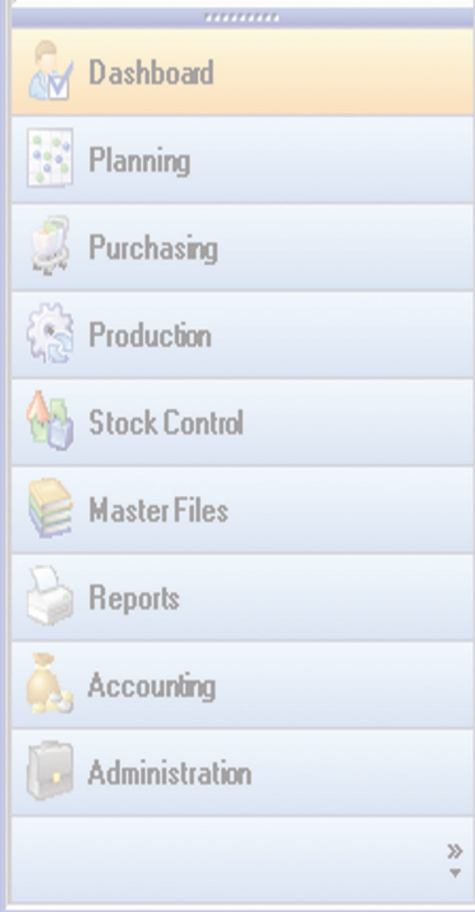 Dashboard
Planning
Purchasing
Production
Stock Control
Master Files
Reports
Accounting
Administration
»